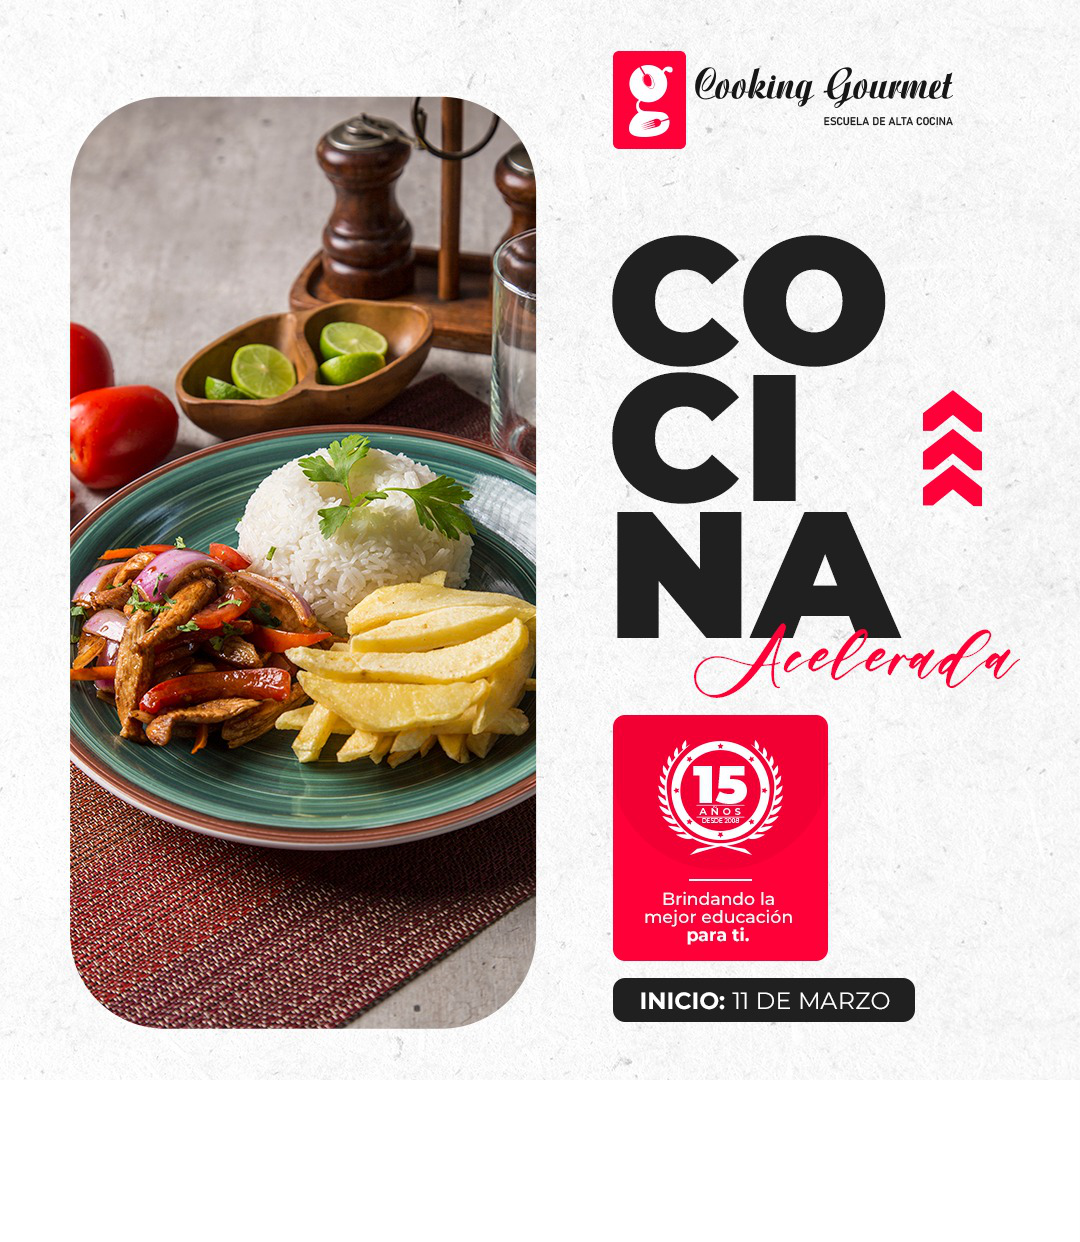 Cooking Gourmet
ESCUELA DE ALTA COCINA
CO
CI
NA
Acelerada
15
AÑOS
DESDE 2008
Brindando la
mejor educación
para ti.
INICIO: 11 DE MARZO